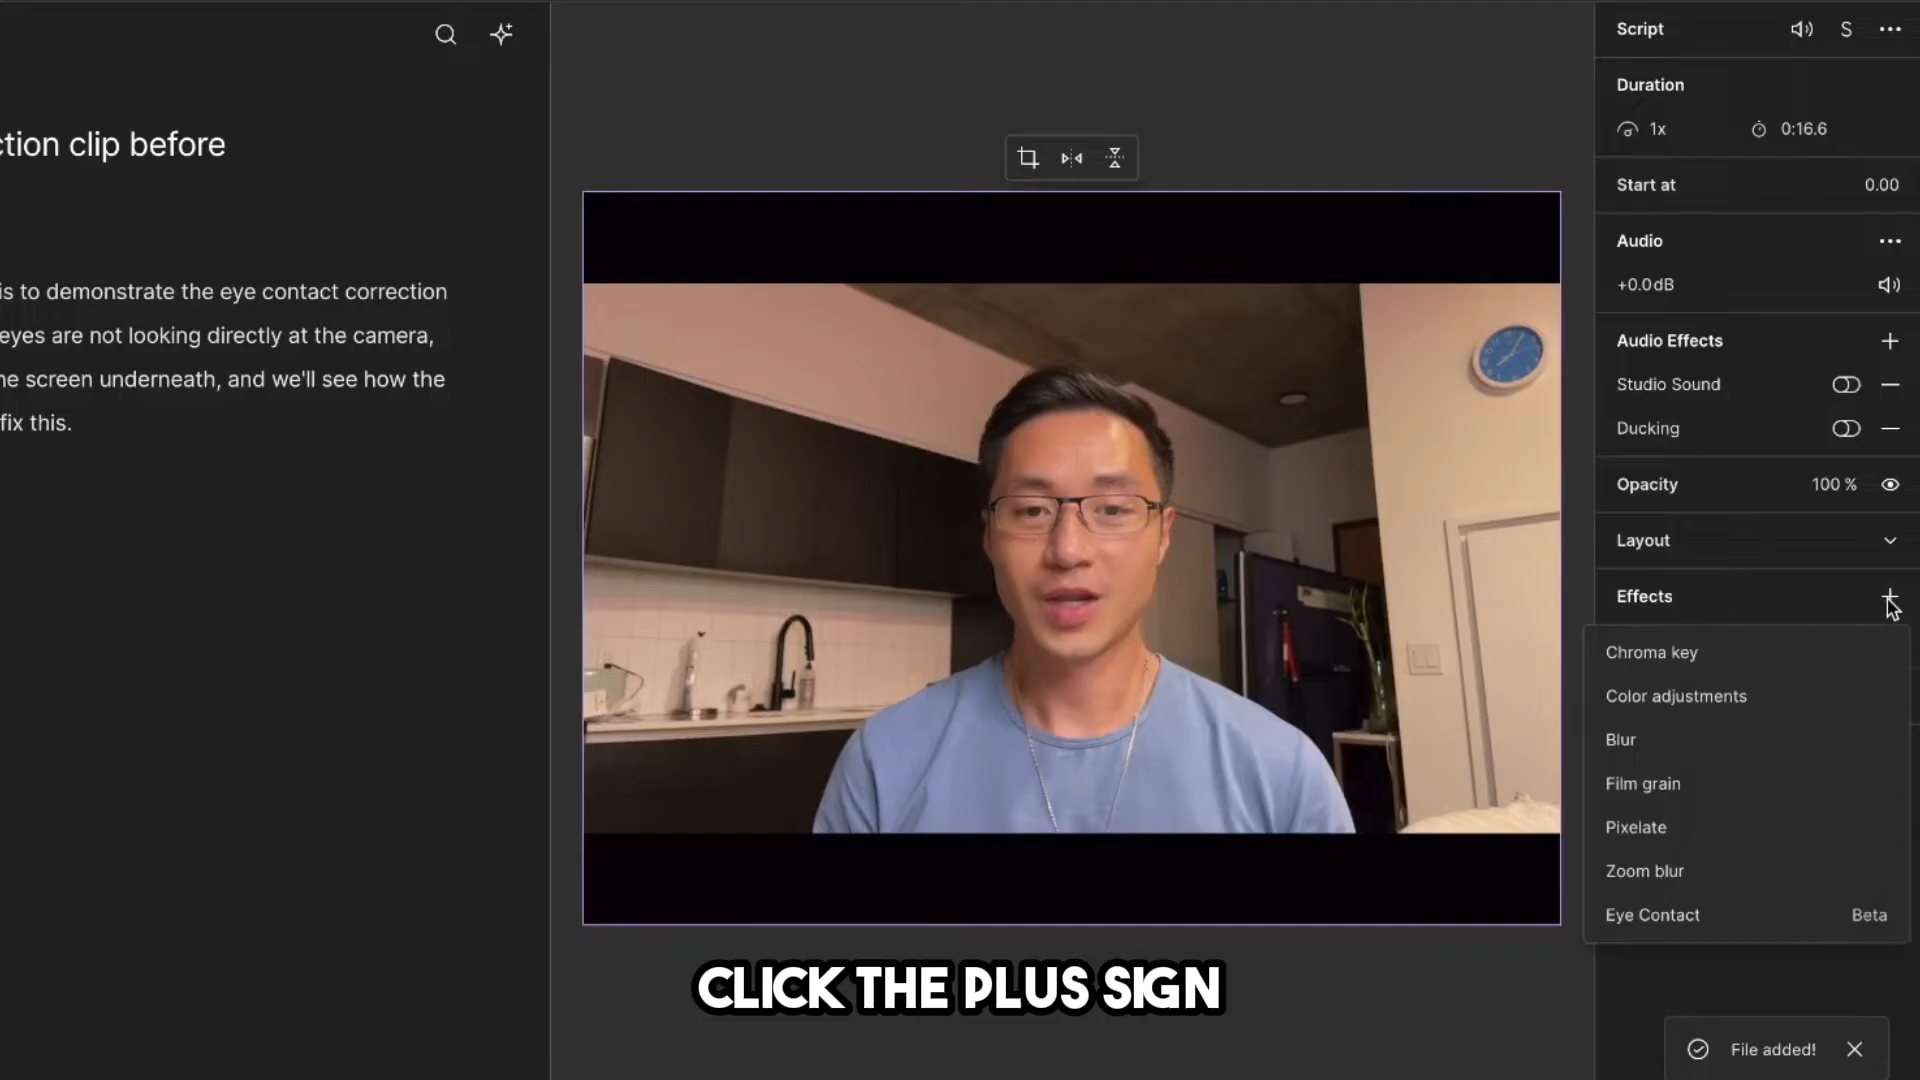 ction clip before
is to demonstrate the eye contact correction
eyes are not looking directly at the camera,
he screen underneath, and we'll see how the
fix this.
Script
S
Duration
1x
0:16.6
Start at
0.00
Audio
+0.0dB
Audio Effects
Studio Sound
Ducking
Opacity
100 %
Layout
Effects
Chroma key
Color adjustments
Blur
Film grain
Pixelate
Zoom blur
Eye Contact
Beta
CLICK THE PLUS SIGN
File added!